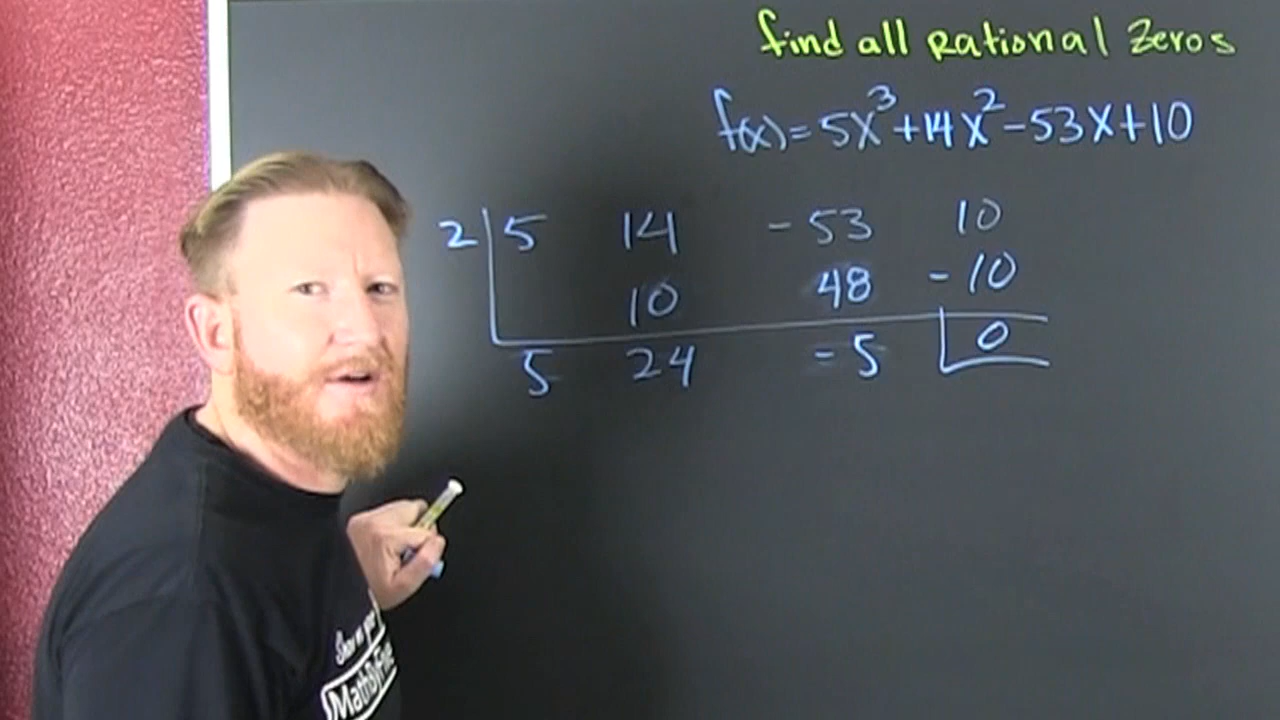 find all Rational Zeros
f(x) = 5x³ + 14x² - 53x + 10
2 5 14 -53 10
10 48 -10
5 24 -5 0
Math